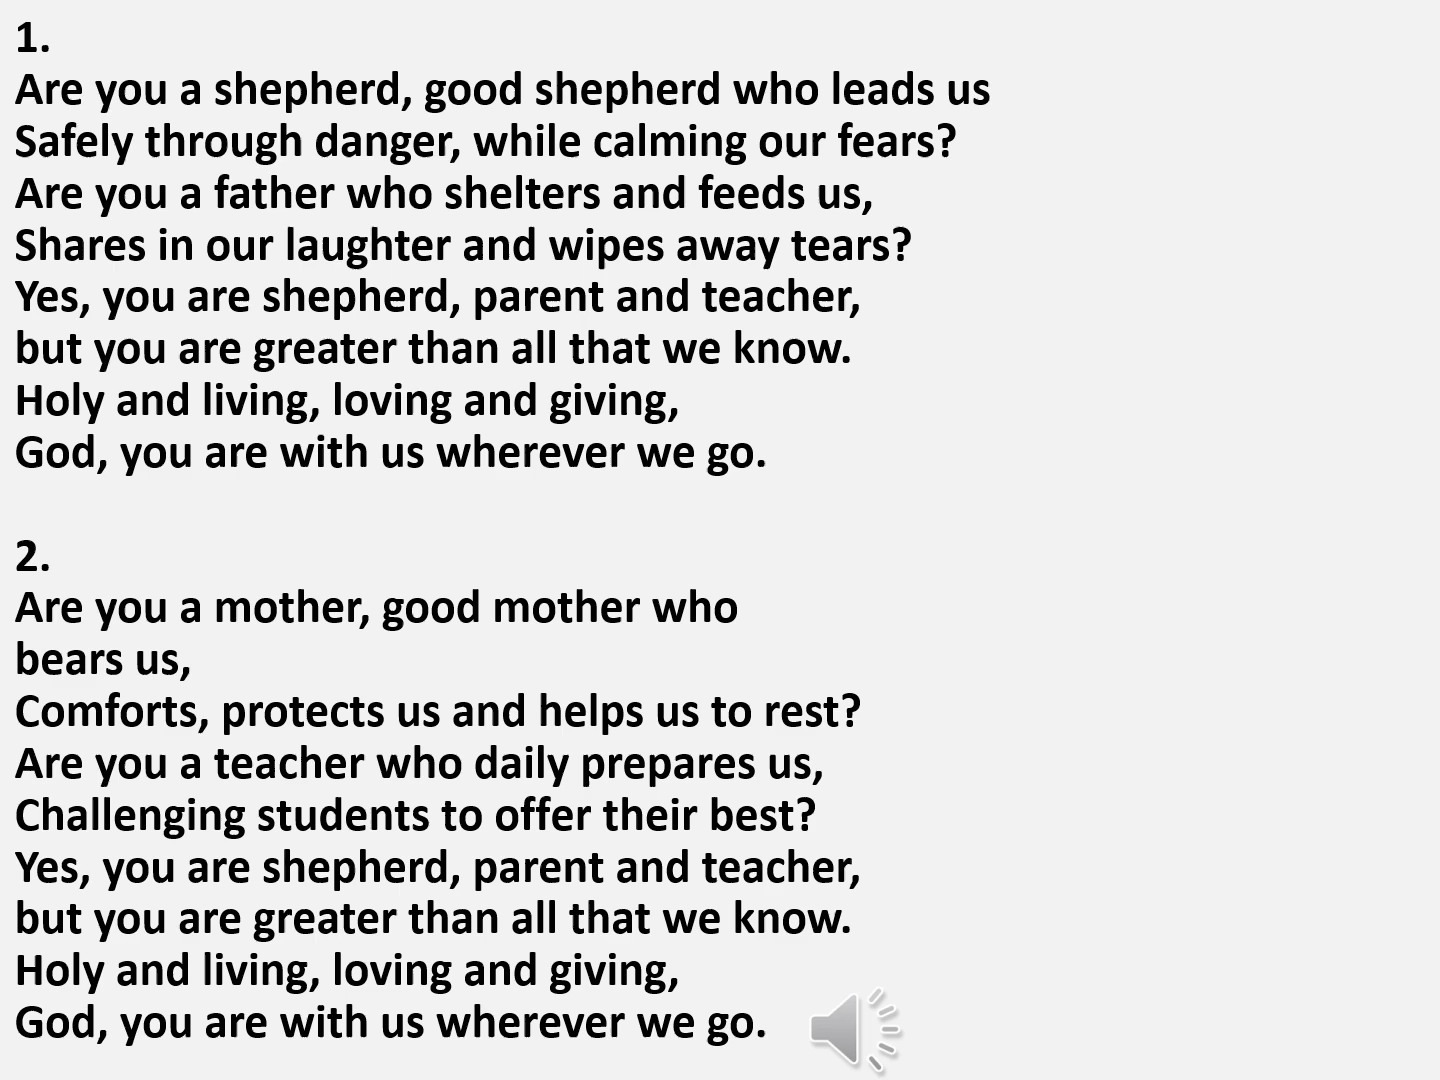 1.
Are you a shepherd, good shepherd who leads us
Safely through danger, while calming our fears?
Are you a father who shelters and feeds us,
Shares in our laughter and wipes away tears?
Yes, you are shepherd, parent and teacher,
but you are greater than all that we know.
Holy and living, loving and giving,
God, you are with us wherever we go.
2.
Are you a mother, good mother who
bears us,
Comforts, protects us and helps us to rest?
Are you a teacher who daily prepares us,
Challenging students to offer their best?
Yes, you are shepherd, parent and teacher,
but you are greater than all that we know.
Holy and living, loving and giving,
God, you are with us wherever we go.